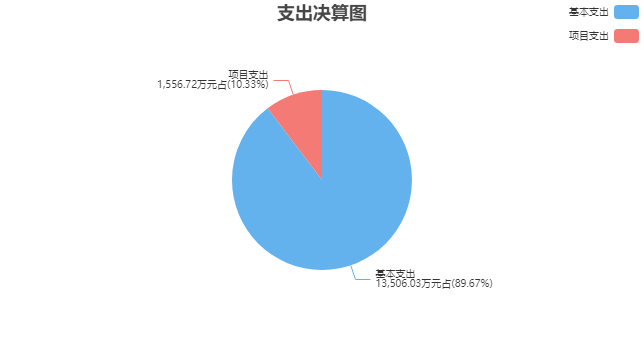 支出决算图
基本支出
项目支出
项目支出
1,556.72万元占(10.33%)
基本支出
13,506.03万元占(89.67%)